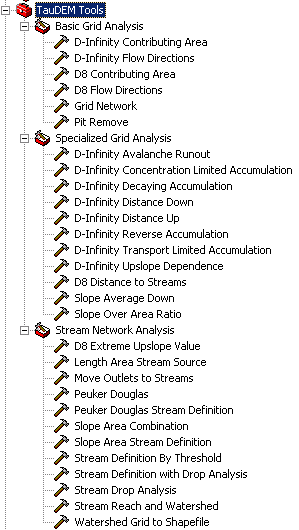 TauDEM Tools
Basic Grid Analysis
D-Infinity Contributing Area
D-Infinity Flow Directions
D8 Contributing Area
D8 Flow Directions
Grid Network
Pit Remove
Specialized Grid Analysis
D-Infinity Avalanche Runout
D-Infinity Concentration Limited Accumulation
D-Infinity Decaying Accumulation
D-Infinity Distance Down
D-Infinity Distance Up
D-Infinity Reverse Accumulation
D-Infinity Transport Limited Accumulation
D-Infinity Upslope Dependence
D8 Distance to Streams
Slope Average Down
Slope Over Area Ratio
Stream Network Analysis
D8 Extreme Upslope Value
Length Area Stream Source
Move Outlets to Streams
Peuker Douglas
Peuker Douglas Stream Definition
Slope Area Combination
Slope Area Stream Definition
Stream Definition By Threshold
Stream Definition with Drop Analysis
Stream Drop Analysis
Stream Reach and Watershed
Watershed Grid to Shapefile